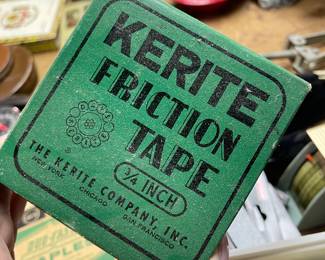 KERITE
FRICTION
TAPE
3/4 INCH
THE KERITE COMPANY, INC.
NEW YORK CHICAGO SAN FRANCISCO